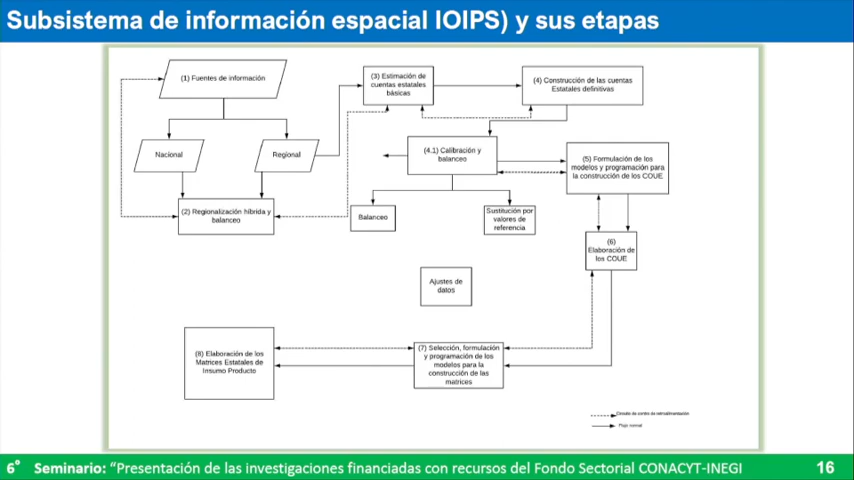 Subsistema de información espacial IOIPS) y sus etapas
(1) Fuentes de información
(3) Estimación de
cuentas estatales
básicas
(4) Construcción de las cuentas
Estatales definitivas
Nacional
Regional
(4.1) Calibración y
balanceo
(5) Formulación de los
modelos y programación para
la construcción de los COUE
(2) Regionalización híbrida y
balanceo
Balanceo
Sustitución por
valores de
referencia
(6)
Elaboración de
los COUE
Ajustes de
datos
(8) Elaboración de los
Matrices Estatales de
Insumo Producto
(7) Selección, formulación
y programación de los
modelos para la
construcción de las
matrices
Circuito de control de retroalimentación
Flujo normal
6° Seminario: “Presentación de las investigaciones financiadas con recursos del Fondo Sectorial CONACYT-INEGI
16